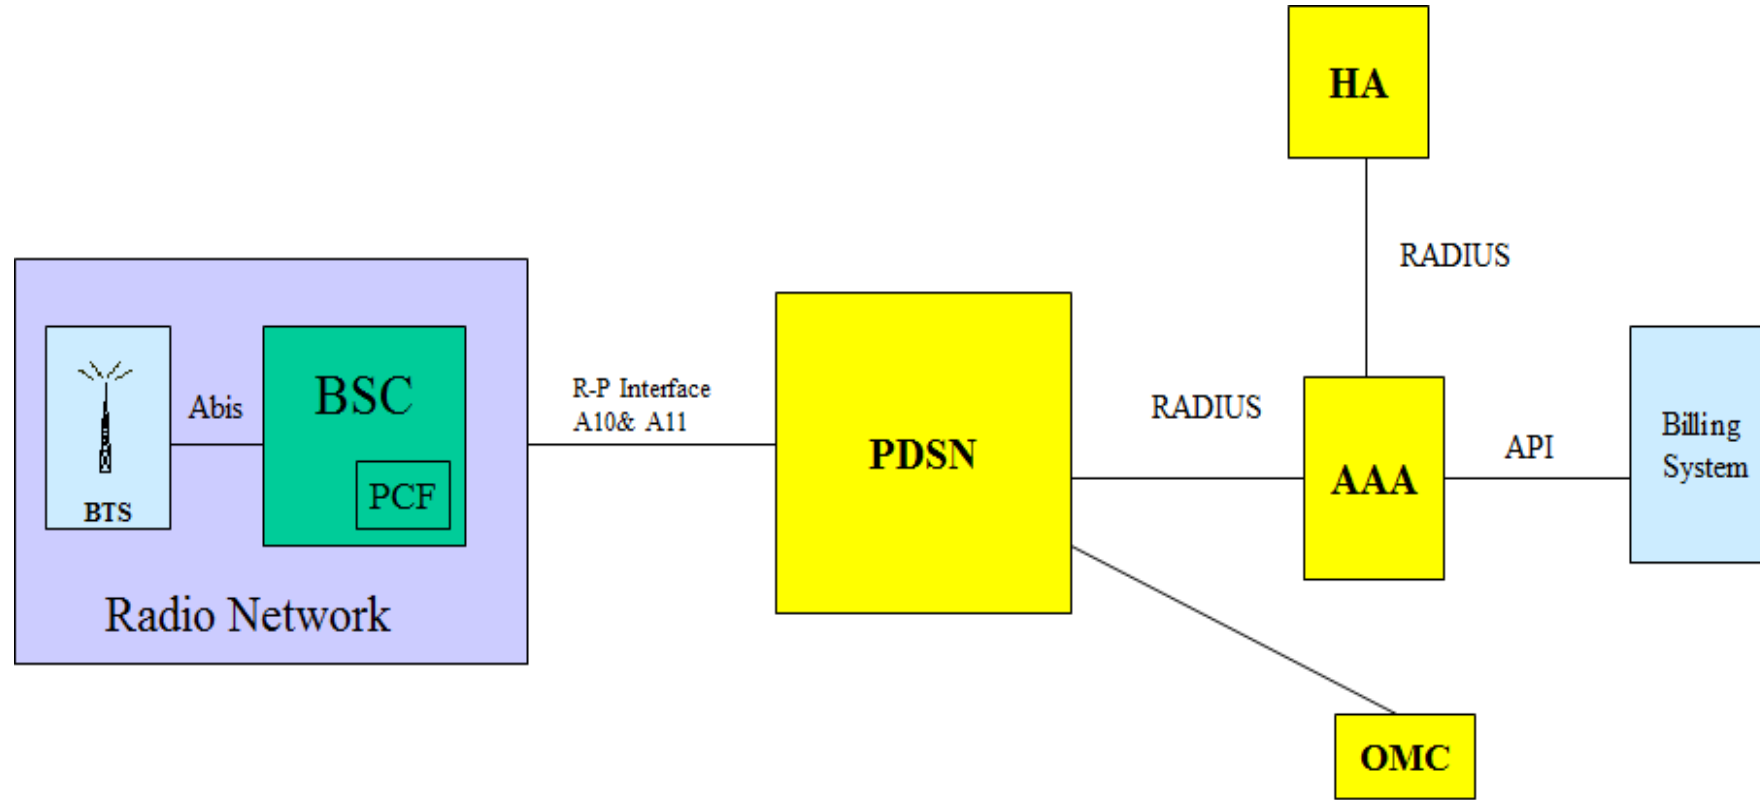 HA
RADIUS
BSC
Abis
R-P Interface
A10& A11
RADIUS
PDSN
AAA
API
Billing
System
PCF
BTS
Radio Network
OMC